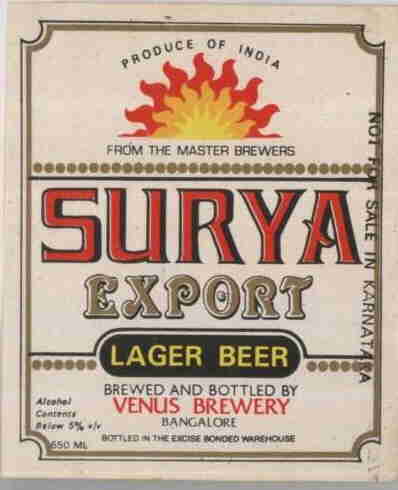 PRODUCE OF INDIA
FROM THE MASTER BREWERS
SURYA
EXPORT
LAGER BEER
BREWED AND BOTTLED BY
VENUS BREWERY
BANGALORE
BOTTLED IN THE EXCISE BONDED WAREHOUSE
Alcohol
Contents
Below 5% v/v
650 ML
NOT FOR SALE IN KARNATAKA